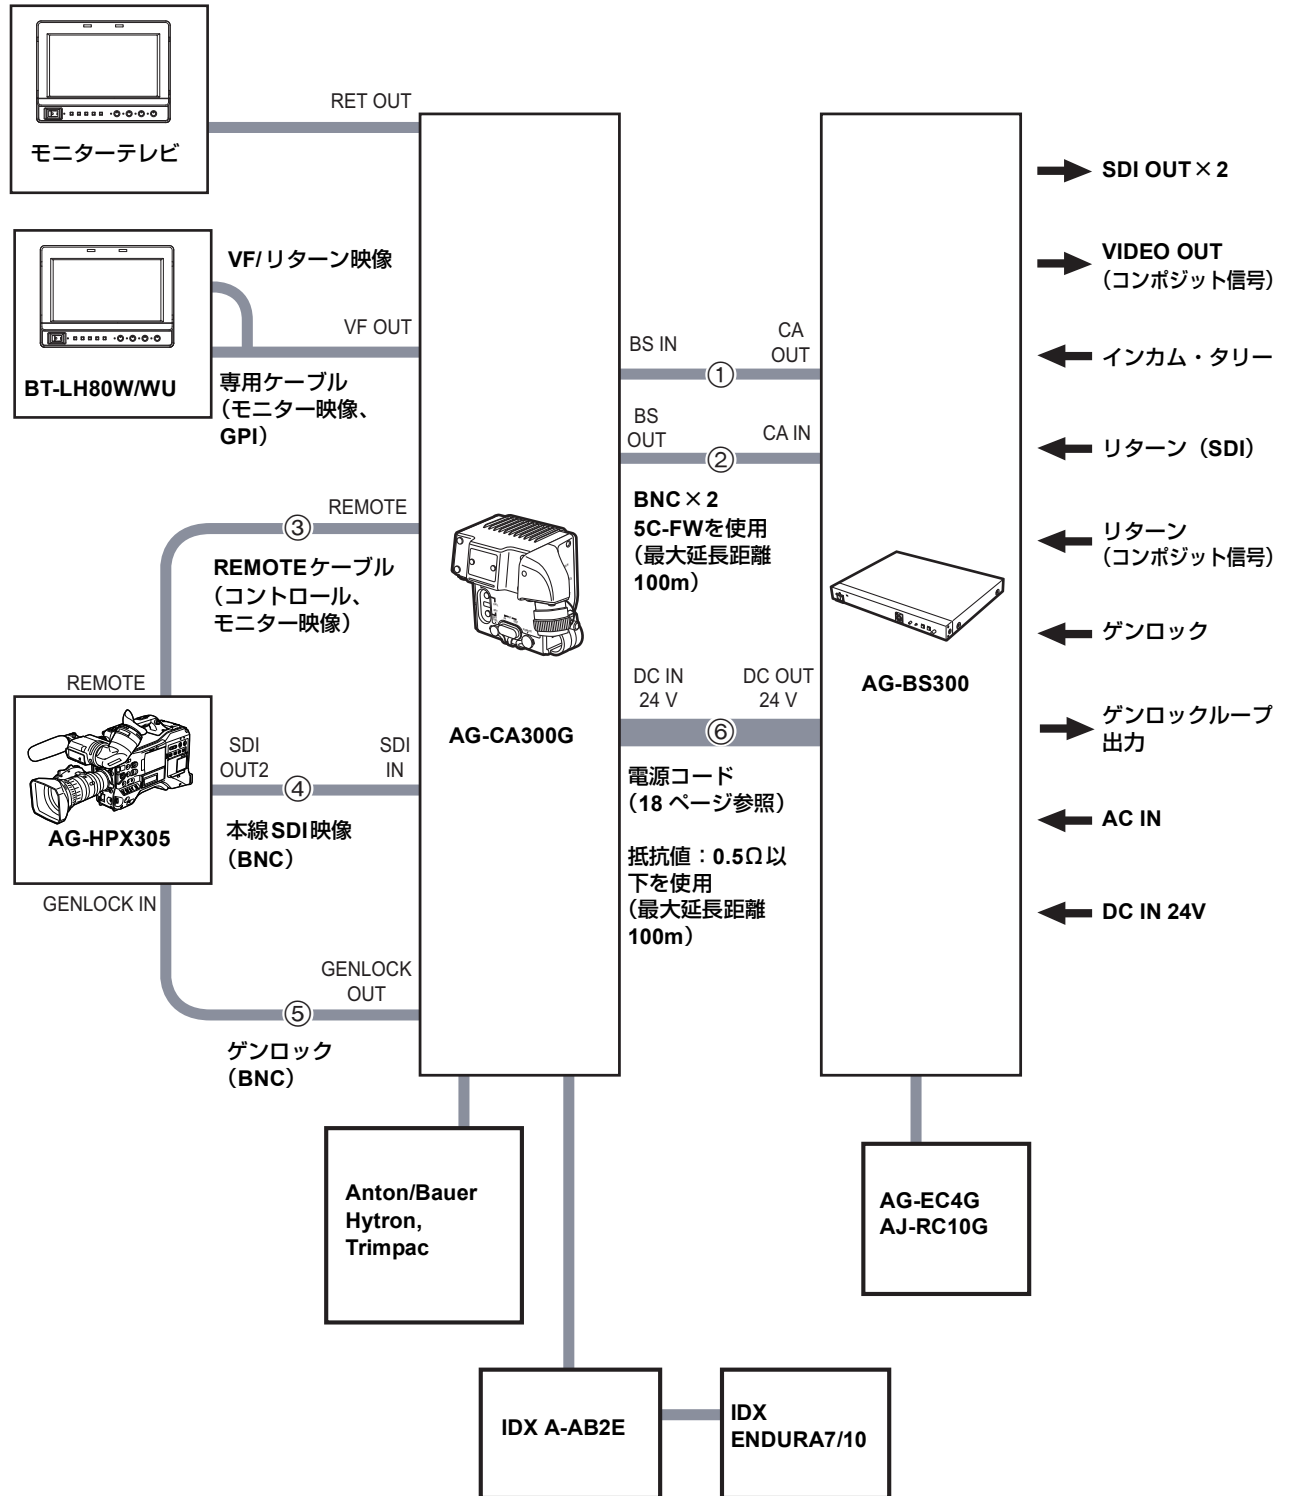 RET OUT
モニターテレビ
VF/リターン映像
VF OUT
BT-LH80W/WU
専用ケーブル
（モニター映像、
GPI）
REMOTE
③
REMOTEケーブル
（コントロール、
モニター映像）
REMOTE
SDI
OUT2
SDI
IN
④
AG-HPX305
本線SDI映像
（BNC）
GENLOCK IN
GENLOCK
OUT
⑤
ゲンロック
（BNC）
AG-CA300G
BS IN
CA
OUT
①
BS
OUT
CA IN
②
BNC×2
5C-FWを使用
（最大延長距離
100m）
DC IN
24 V
DC OUT
24 V
⑥
電源コード
（18 ページ参照）
抵抗値：0.5Ω以
下を使用
（最大延長距離
100m）
AG-BS300
SDI OUT×2
VIDEO OUT
（コンポジット信号）
インカム・タリー
リターン（SDI）
リターン
（コンポジット信号）
ゲンロック
ゲンロックループ
出力
AC IN
DC IN 24V
Anton/Bauer
Hytron,
Trimpac
AG-EC4G
AJ-RC10G
IDX A-AB2E
IDX
ENDURA7/10